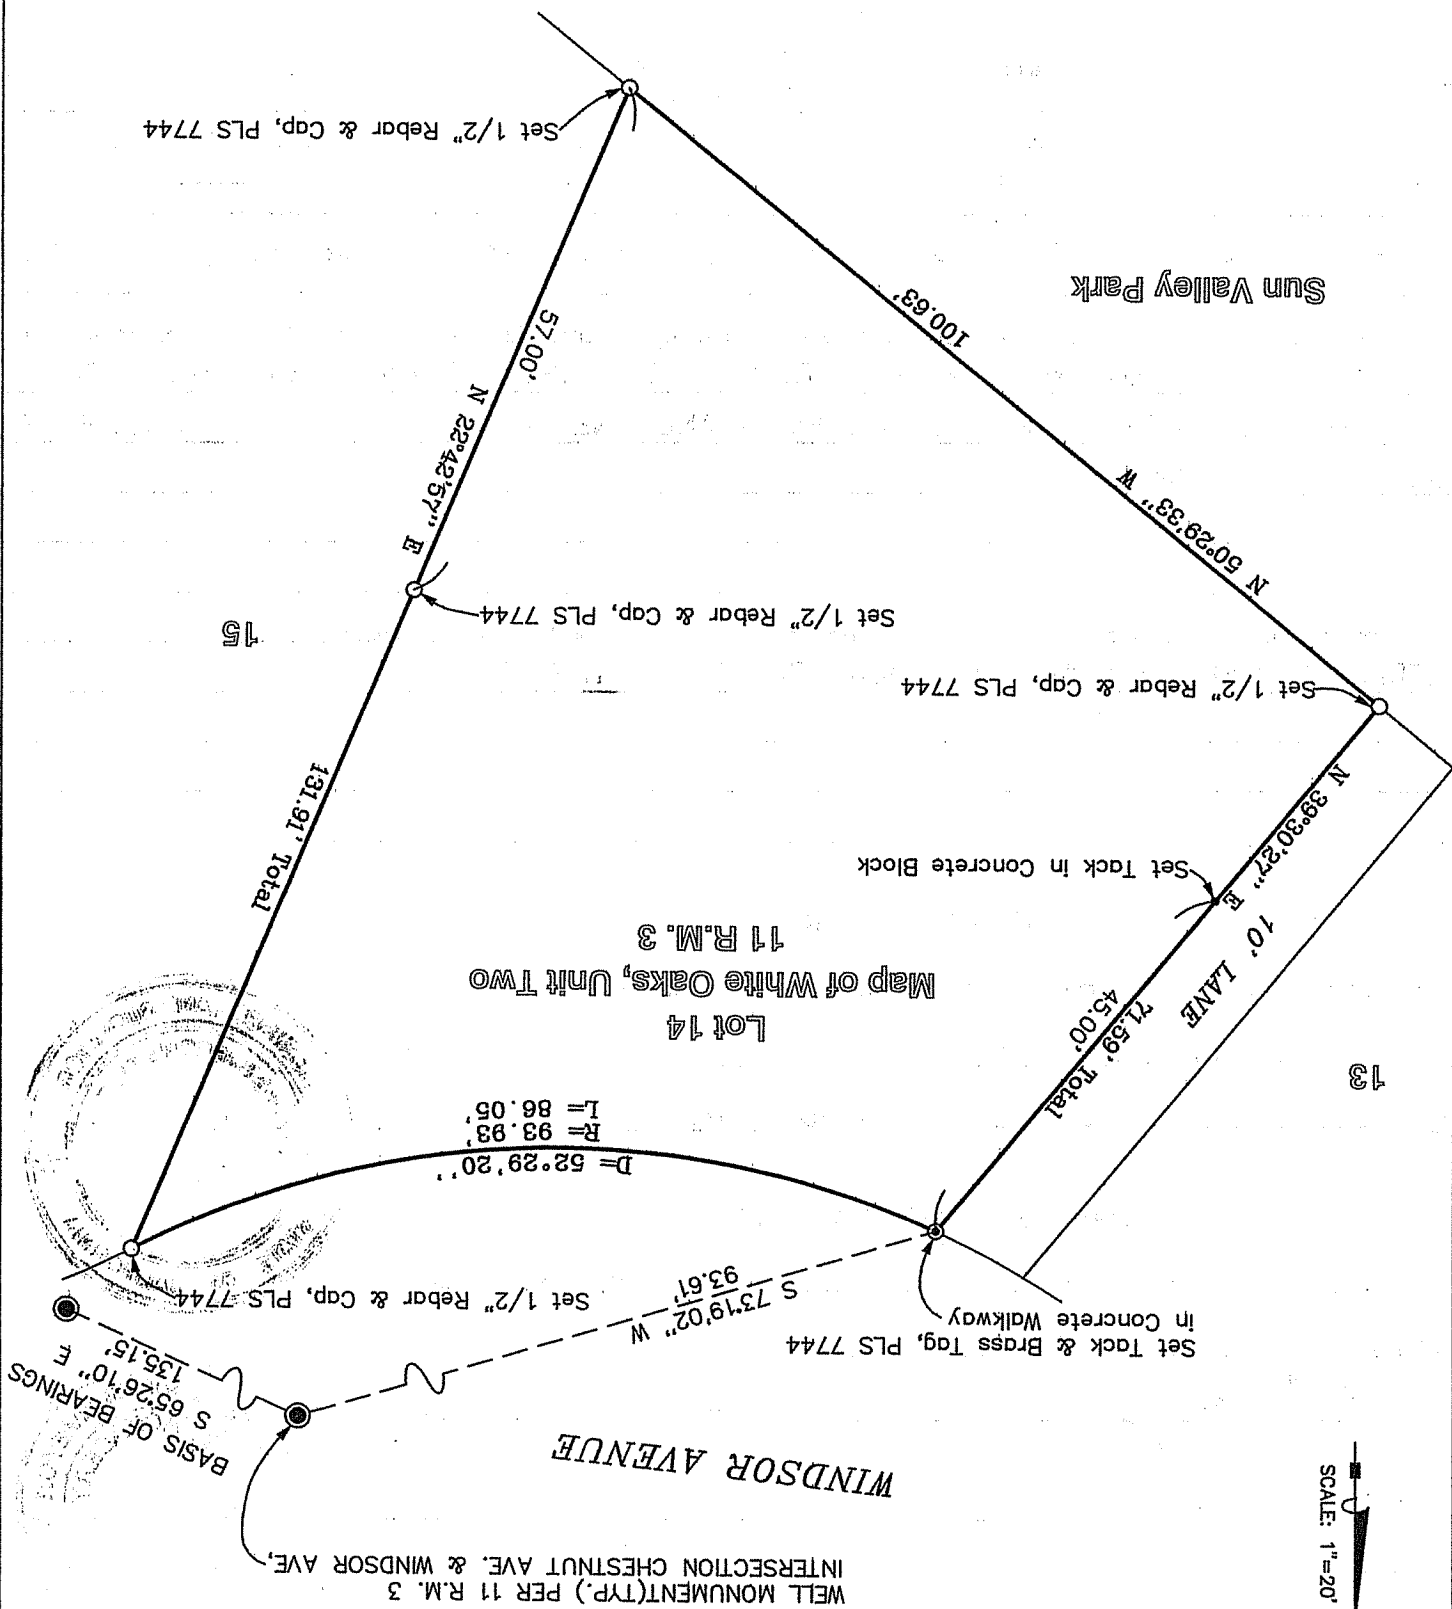 WELL MONUMENT(TYP.) PER 11 R.M. 3
INTERSECTION CHESTNUT AVE. & WINDSOR AVE,
SCALE: 1"=20'
WINDSOR AVENUE
BASIS OF BEARINGS
S 65°26'10" E
135.15'
S 73°19'02" W
93.61'
Set Tack & Brass Tag, PLS 7744
in Concrete Walkway
Set 1/2" Rebar & Cap, PLS 7744
D= 52°29'20''
R= 93.93'
L= 86.05'
13
10' LANE
71.59' Total
45.00'
N 39°30'27'' E
Lot 14
Map of White Oaks, Unit Two
11 R.M. 3
131.91' Total
Set Tack in Concrete Block
Set 1/2" Rebar & Cap, PLS 7744
15
Set 1/2" Rebar & Cap, PLS 7744
N 22°42'57'' E
57.00'
N 50°29'33'' W
100.63'
Sun Valley Park
Set 1/2" Rebar & Cap, PLS 7744